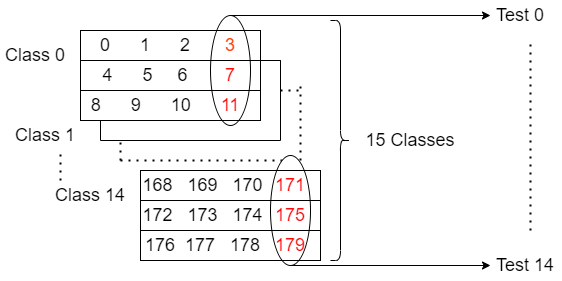 Test 0
Class 0
0 1 2 3
4 5 6 7
8 9 10 11
Class 1
15 Classes
Class 14
168 169 170 171
172 173 174 175
176 177 178 179
Test 14